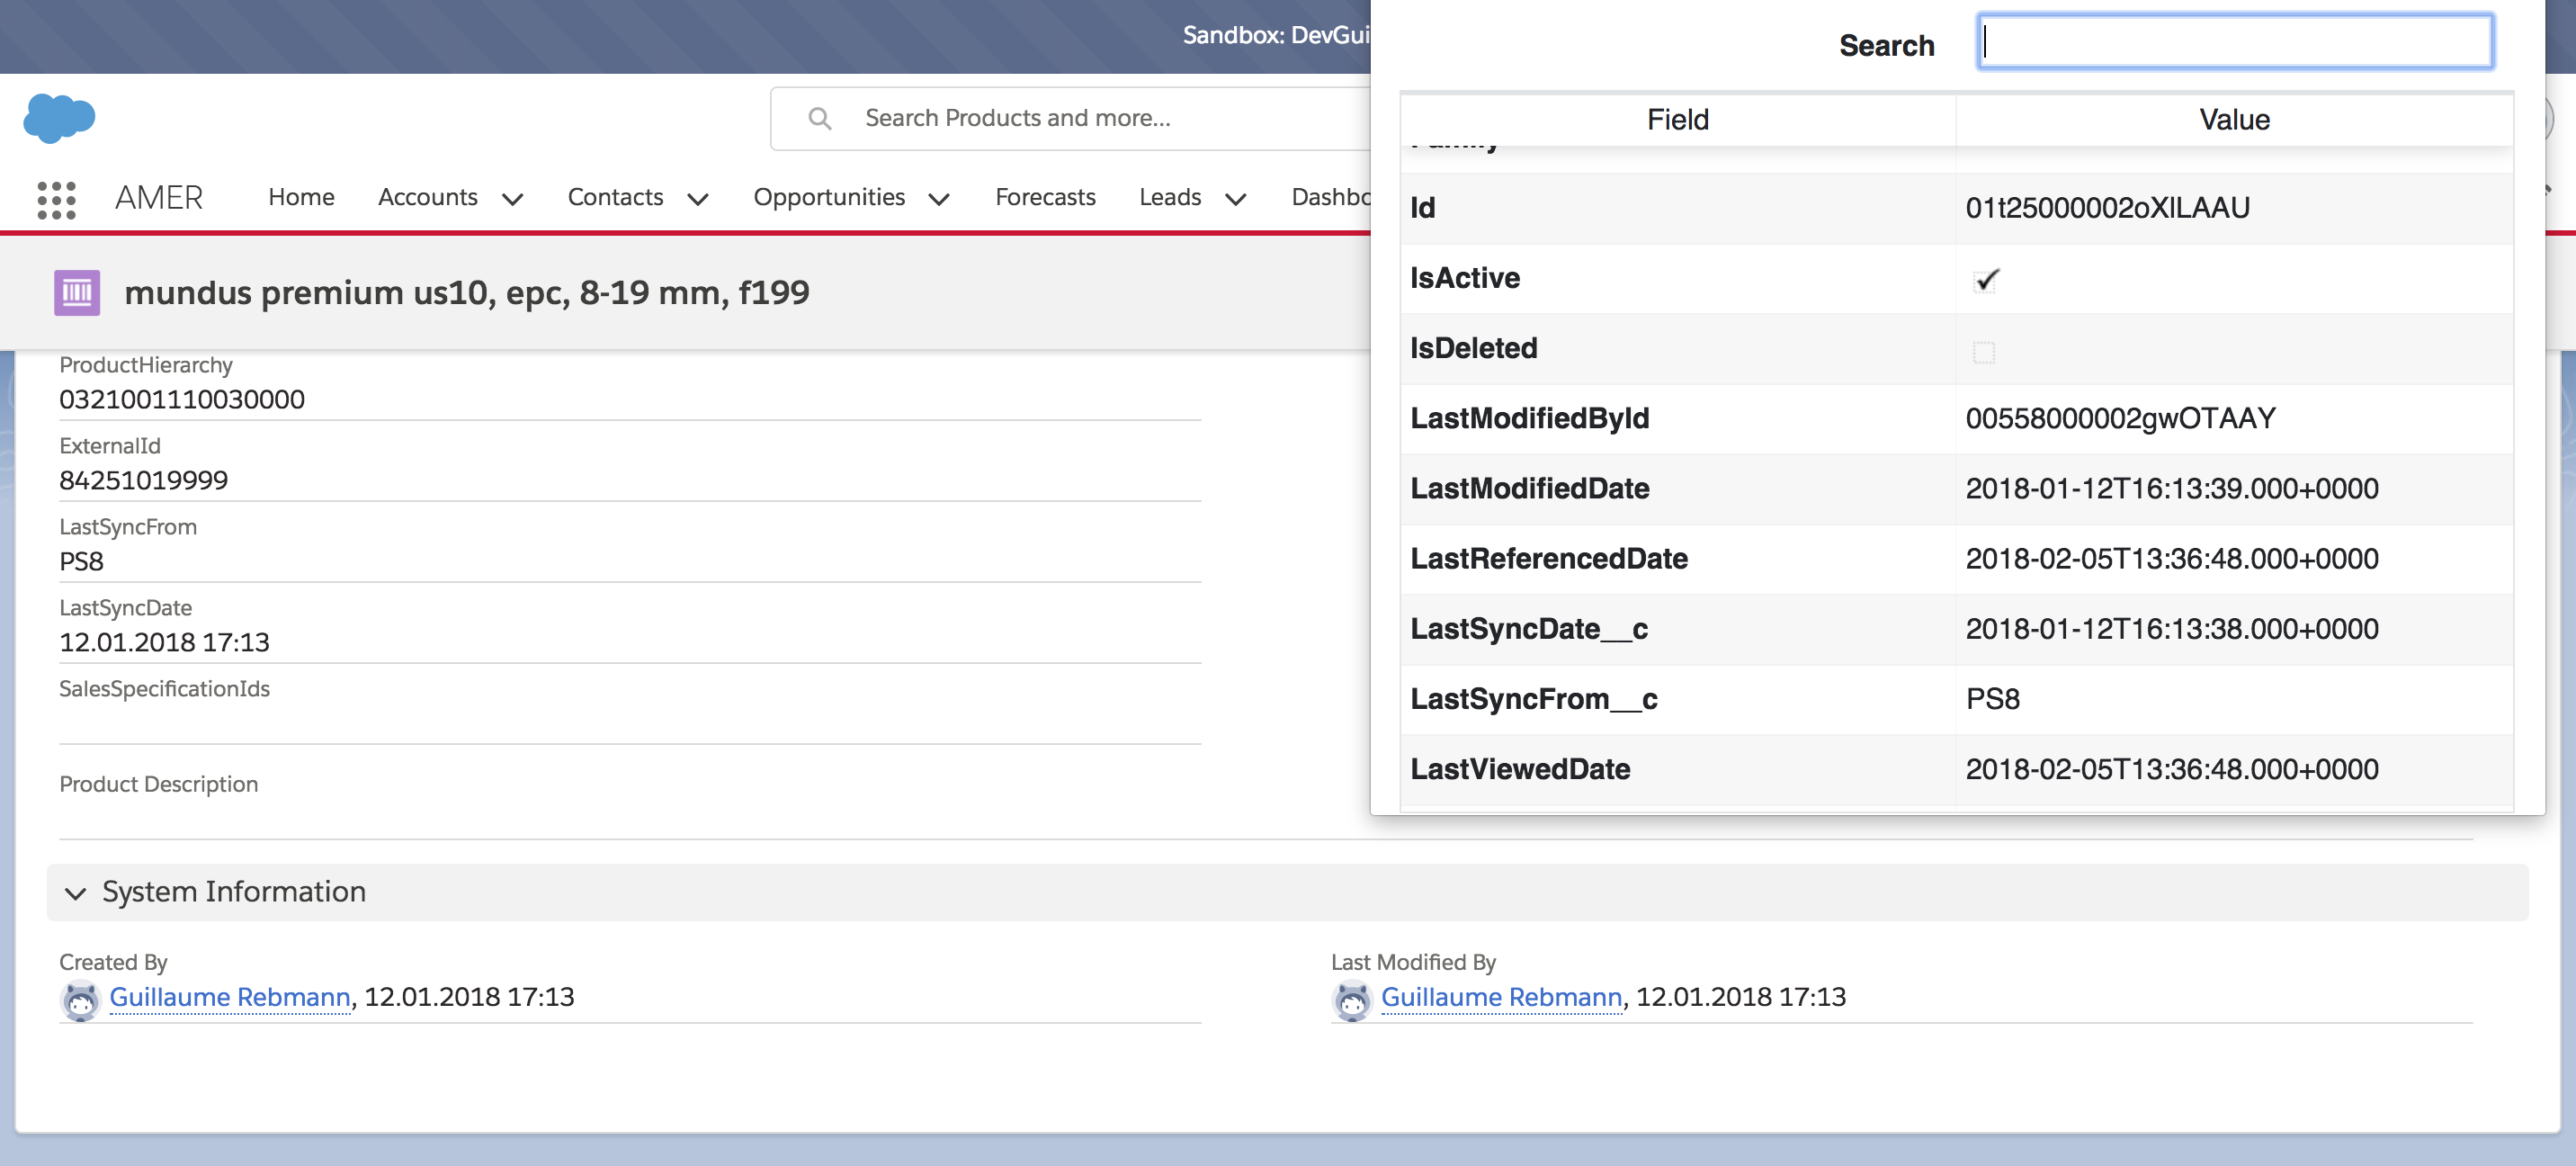 Sandbox: DevGui
Search Products and more...
AMER Home Accounts Contacts Opportunities Forecasts Leads Dashbo
mundus premium us10, epc, 8-19 mm, f199
ProductHierarchy
0321001110030000
ExternalId
84251019999
LastSyncFrom
PS8
LastSyncDate
12.01.2018 17:13
SalesSpecificationIds
Product Description
System Information
Created By
Guillaume Rebmann, 12.01.2018 17:13
Last Modified By
Guillaume Rebmann, 12.01.2018 17:13
Search
Field Value
Id 01t25000002oXILAAU
IsActive
IsDeleted
LastModifiedById 00558000002gwOTAAY
LastModifiedDate 2018-01-12T16:13:39.000+0000
LastReferencedDate 2018-02-05T13:36:48.000+0000
LastSyncDate__c 2018-01-12T16:13:38.000+0000
LastSyncFrom__c PS8
LastViewedDate 2018-02-05T13:36:48.000+0000